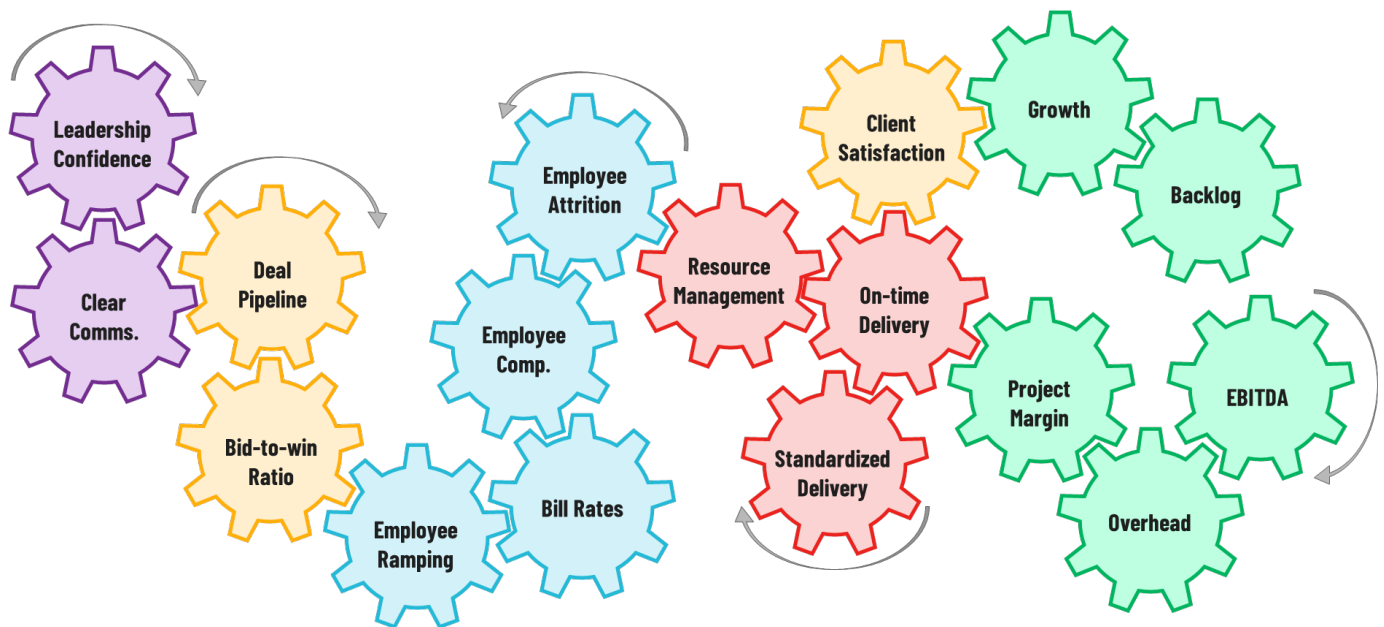 Leadership
Confidence
Clear
Comms.
Deal
Pipeline
Bid-to-win
Ratio
Employee
Ramping
Bill Rates
Employee
Comp.
Employee
Attrition
Resource
Management
On-time
Delivery
Standardized
Delivery
Client
Satisfaction
Growth
Backlog
Project
Margin
Overhead
EBITDA